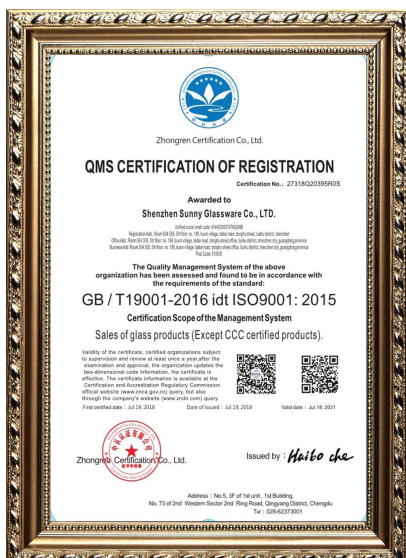 Zhongren Certification Co., Ltd.
QMS CERTIFICATION OF REGISTRATION
Certification No.: 27318Q20395R0S
Awarded to
Shenzhen Sunny Glassware Co., LTD.
The Quality Management System of the above
organization has been assessed and found to be in accordance with
the requirements of the standard:
GB / T19001-2016 idt ISO9001: 2015
Certification Scope of the Management System
Sales of glass products (Except CCC certified products).
Validity of the certificate, certified organizations subject
to supervision and review at least once a year, after the
examination and approval, the organization updates the
two-dimensional code information, the certificate is
effective. The certificate information is available at the
Certification and Accreditation Regulatory Commission
official website (www.cnca.gov.cn) query, but also
through the company's website (www.zrcln.com) query.
First certified date : Jul 19, 2018 Date of Issued : Jul 19, 2018 Valid date : Jul 18, 2021
Zhongren Certification Co., Ltd.
Issued by : Haibo che
Address : No.5, 3F of 1st unit , 1st Building,
No. 73 of 2nd Western Sector 2nd Ring Road, Qingyang District, Chengdu
Tel : 028-62373001